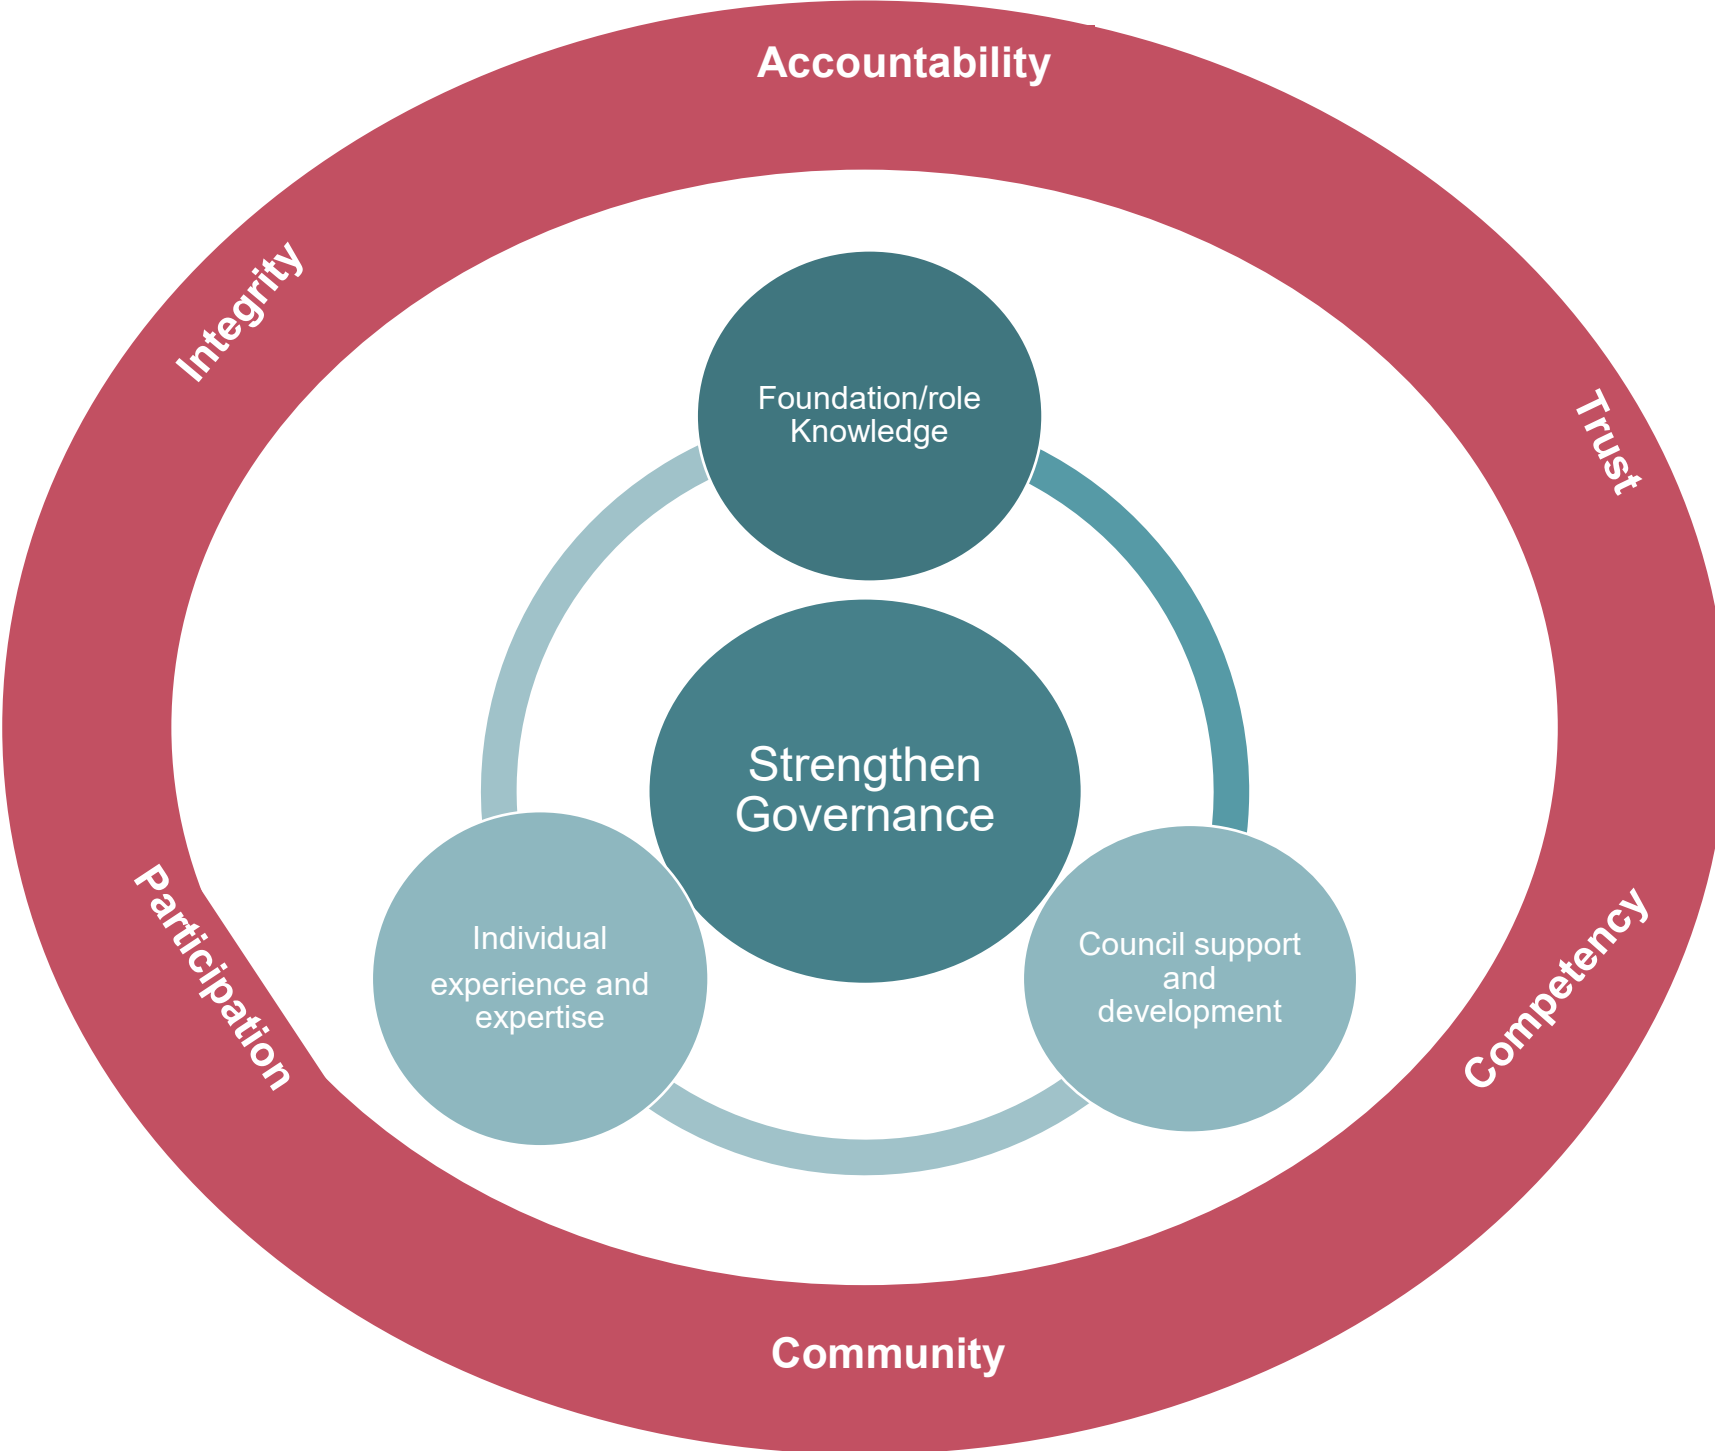 Accountability
Integrity
Trust
Foundation/role
Knowledge
Strengthen
Governance
Individual
experience and
expertise
Council support
and
development
Participation
Competency
Community